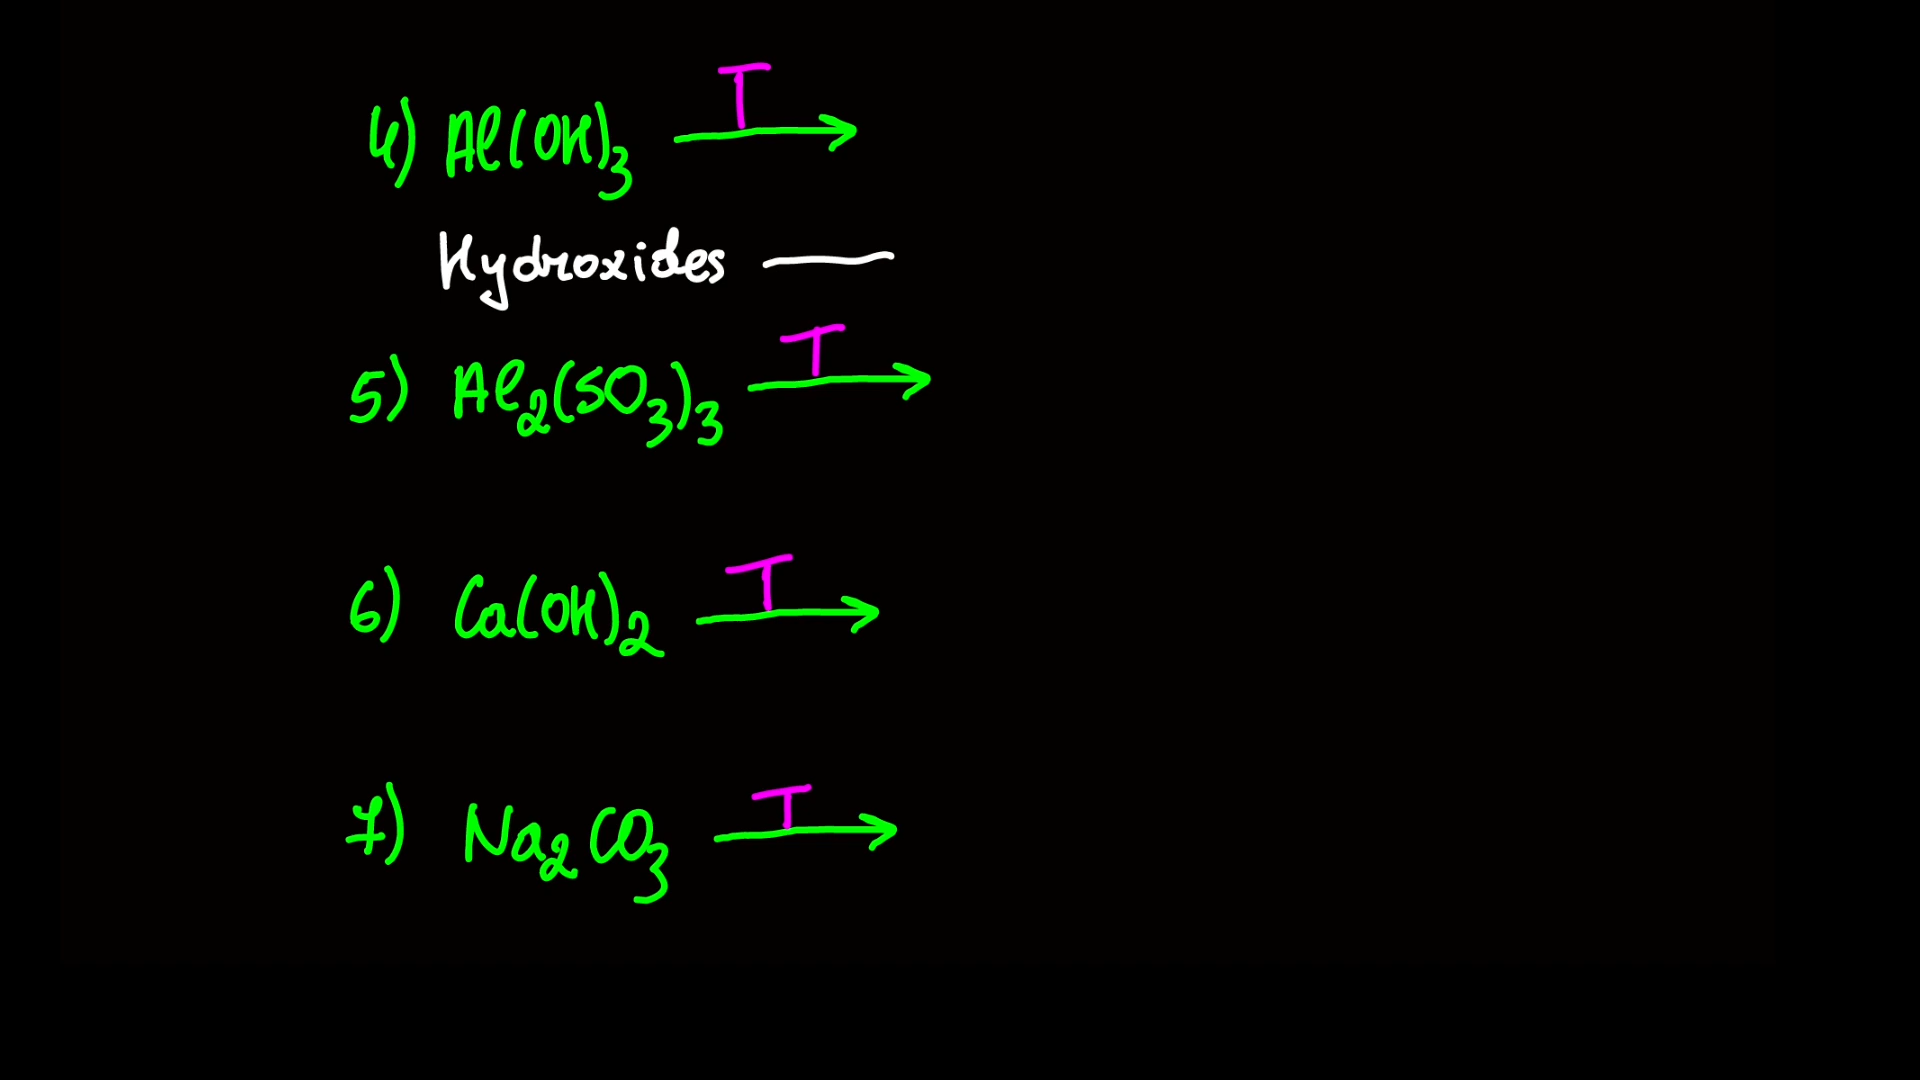 4) Al(OH)₃ T→
Hydroxides —
5) Al₂(SO₃)₃ T→
6) Ca(OH)₂ T→
7) Na₂CO₃ T→